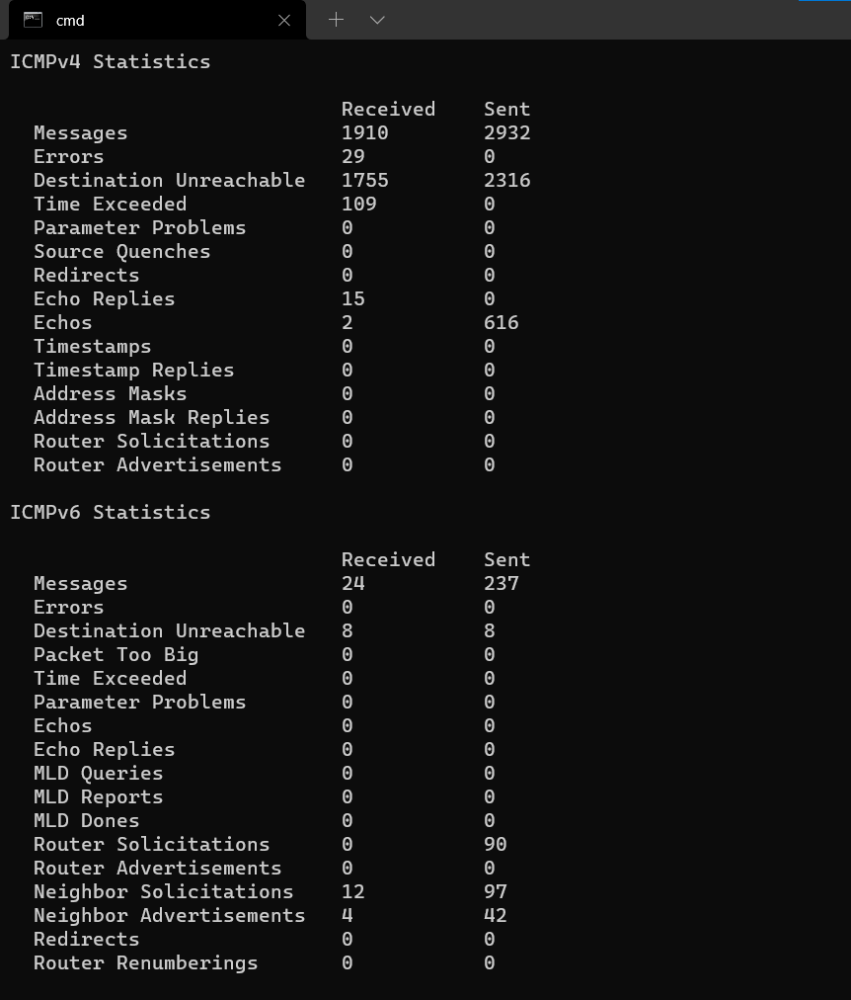 cmd
ICMPv4 Statistics
Received Sent
Messages 1910 2932
Errors 29 0
Destination Unreachable 1755 2316
Time Exceeded 109 0
Parameter Problems 0 0
Source Quenches 0 0
Redirects 0 0
Echo Replies 15 0
Echos 2 616
Timestamps 0 0
Timestamp Replies 0 0
Address Masks 0 0
Address Mask Replies 0 0
Router Solicitations 0 0
Router Advertisements 0 0
ICMPv6 Statistics
Received Sent
Messages 24 237
Errors 0 0
Destination Unreachable 8 8
Packet Too Big 0 0
Time Exceeded 0 0
Parameter Problems 0 0
Echos 0 0
Echo Replies 0 0
MLD Queries 0 0
MLD Reports 0 0
MLD Dones 0 0
Router Solicitations 0 90
Router Advertisements 0 0
Neighbor Solicitations 12 97
Neighbor Advertisements 4 42
Redirects 0 0
Router Renumberings 0 0